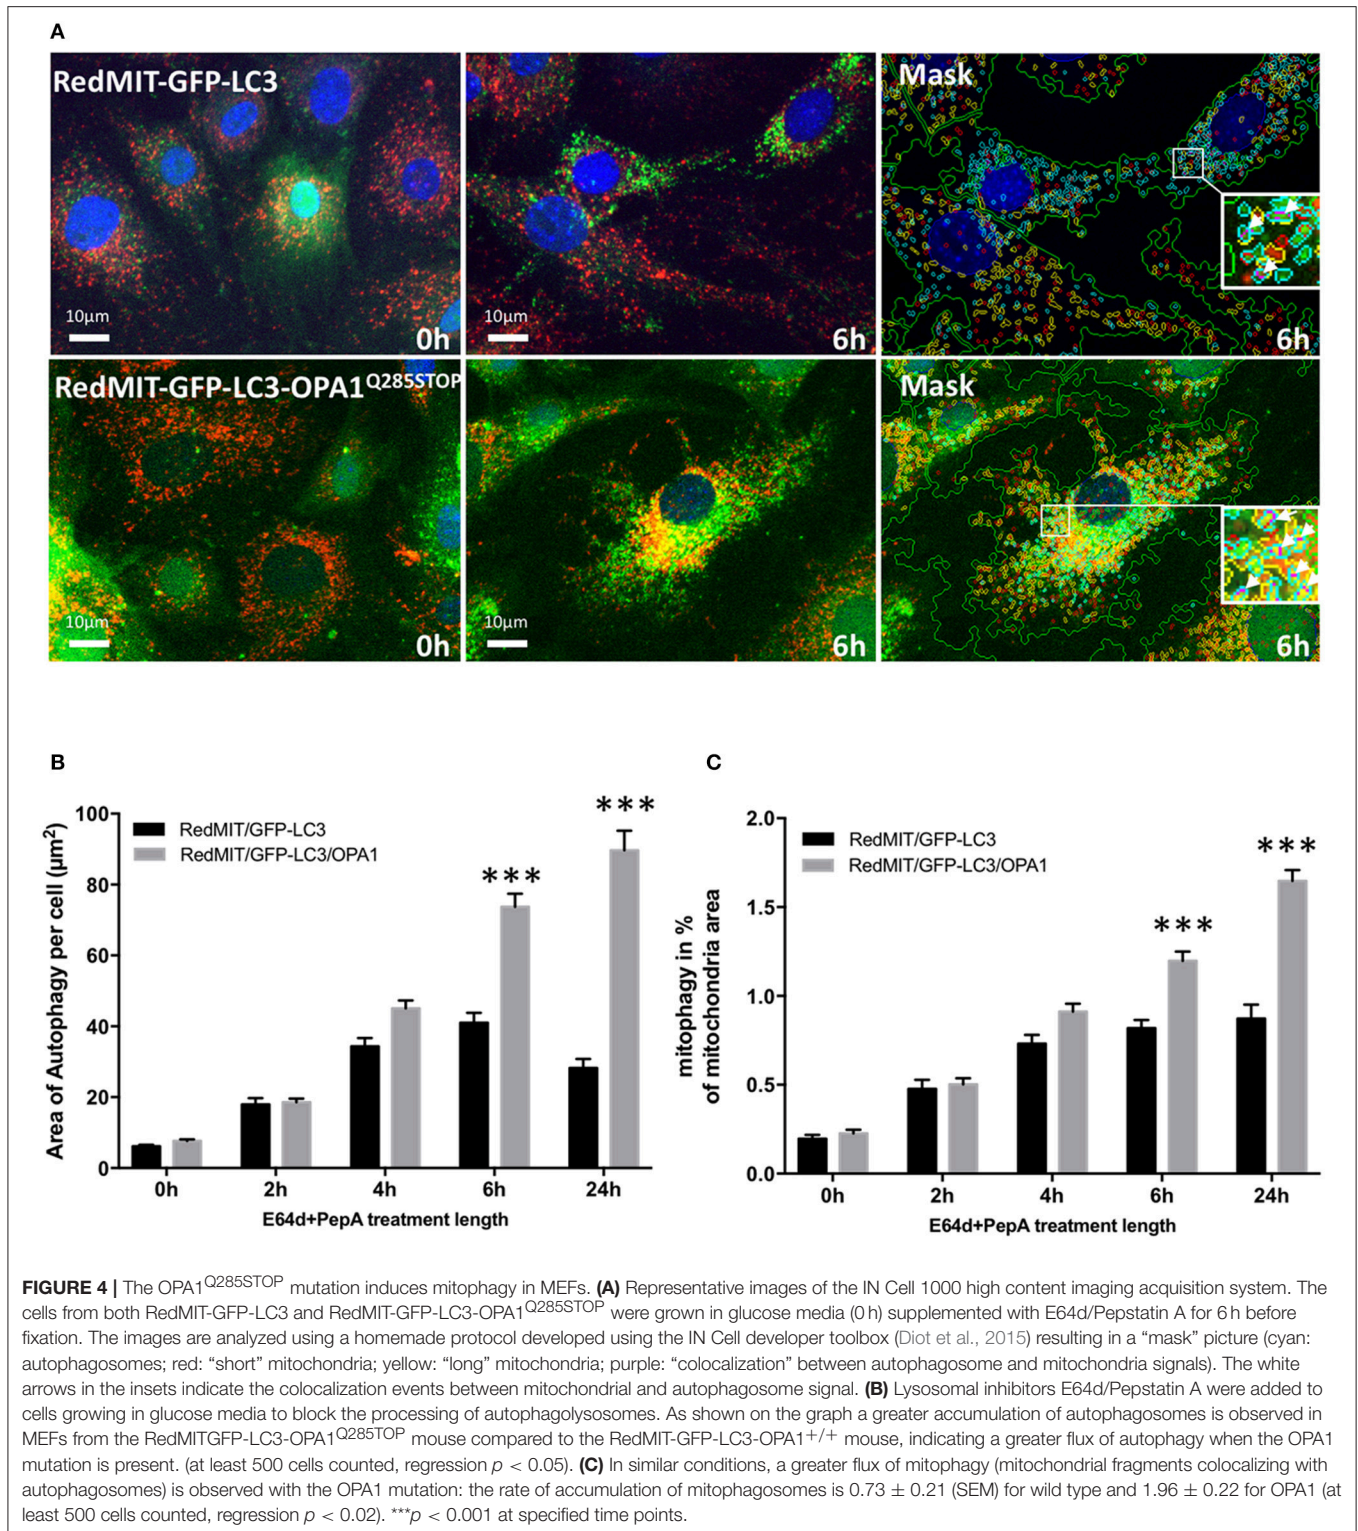 A
RedMIT-GFP-LC3
Mask
10µm
0h
6h
6h
RedMIT-GFP-LC3-OPA1Q285STOP
Mask
10µm
0h
10µm
6h
6h
B
C
Area of Autophagy per cell (µm²)
100
80
60
40
20
0
RedMIT/GFP-LC3
RedMIT/GFP-LC3/OPA1
***
***
0h 2h 4h 6h 24h
E64d+PepA treatment length
mitophagy in %
of mitochondria area
2.0
1.5
1.0
0.5
0.0
RedMIT/GFP-LC3
RedMIT/GFP-LC3/OPA1
***
***
0h 2h 4h 6h 24h
E64d+PepA treatment length
FIGURE 4 | The OPA1Q285STOP mutation induces mitophagy in MEFs. (A) Representative images of the IN Cell 1000 high content imaging acquisition system. The
cells from both RedMIT-GFP-LC3 and RedMIT-GFP-LC3-OPA1Q285STOP were grown in glucose media (0 h) supplemented with E64d/Pepstatin A for 6 h before
fixation. The images are analyzed using a homemade protocol developed using the IN Cell developer toolbox (Diot et al., 2015) resulting in a “mask” picture (cyan:
autophagosomes; red: “short” mitochondria; yellow: “long” mitochondria; purple: “colocalization” between autophagosome and mitochondria signals). The white
arrows in the insets indicate the colocalization events between mitochondrial and autophagosome signal. (B) Lysosomal inhibitors E64d/Pepstatin A were added to
cells growing in glucose media to block the processing of autophagolysosomes. As shown on the graph a greater accumulation of autophagosomes is observed in
MEFs from the RedMITGFP-LC3-OPA1Q285TOP mouse compared to the RedMIT-GFP-LC3-OPA1+/+ mouse, indicating a greater flux of autophagy when the OPA1
mutation is present. (at least 500 cells counted, regression p < 0.05). (C) In similar conditions, a greater flux of mitophagy (mitochondrial fragments colocalizing with
autophagosomes) is observed with the OPA1 mutation: the rate of accumulation of mitophagosomes is 0.73 ± 0.21 (SEM) for wild type and 1.96 ± 0.22 for OPA1 (at
least 500 cells counted, regression p < 0.02). ***p < 0.001 at specified time points.